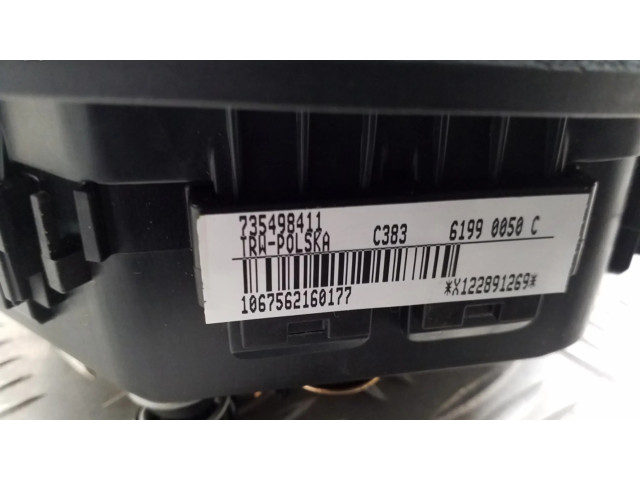 735498411
TRW-POLSKA C383 6199 0050 C
1067562160177 *X122891269*